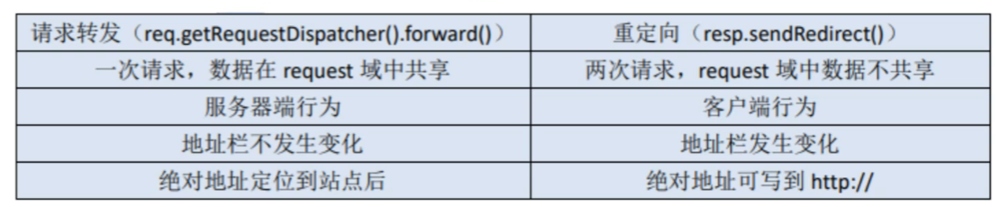 请求转发（req.getRequestDispatcher().forward()）
重定向（resp.sendRedirect()）
一次请求，数据在 request 域中共享
两次请求，request 域中数据不共享
服务器端行为
客户端行为
地址栏不发生变化
地址栏发生变化
绝对地址定位到站点后
绝对地址可写到 http://